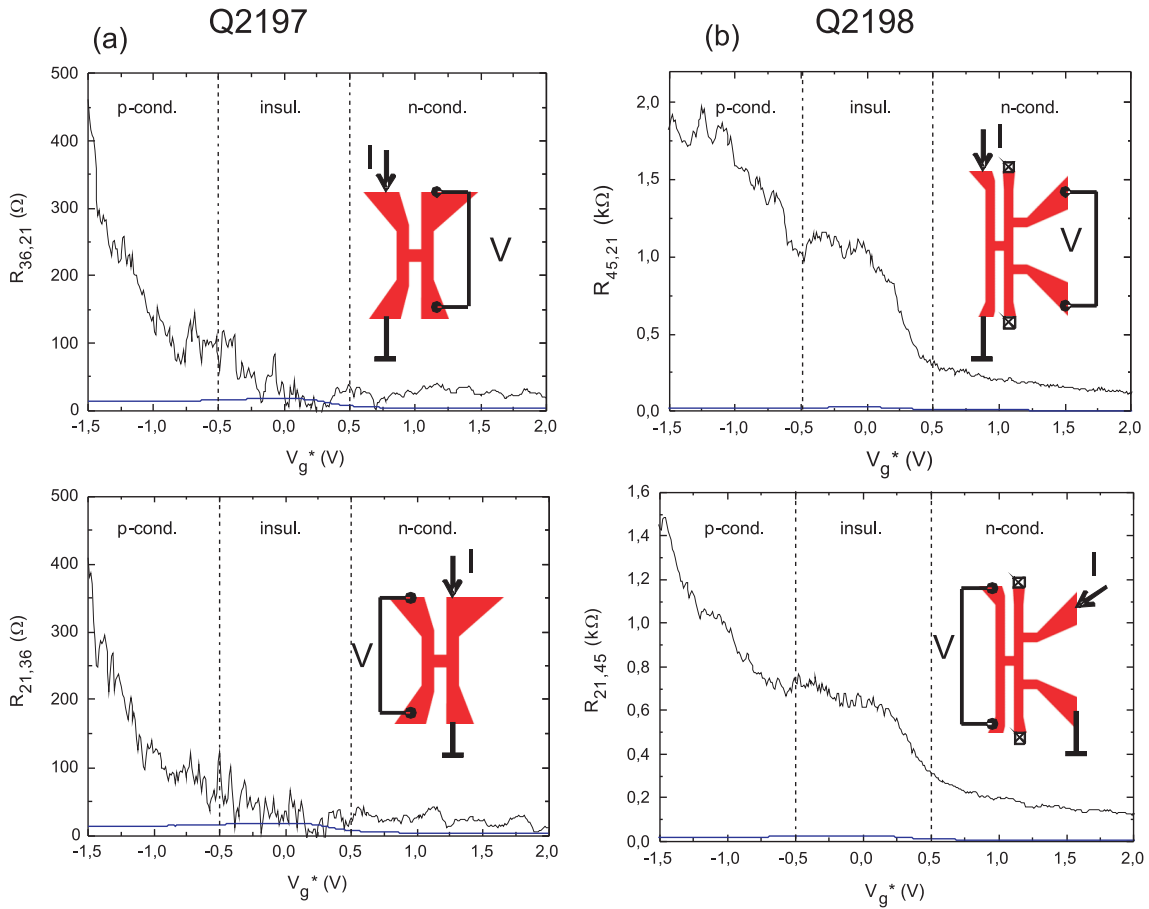 Q2197
Q2198
(a)
(b)
500
400
300
200
100
0
R36,21 (Ω)
p-cond.
insul.
n-cond.
I
V
-1,5
-1,0
-0,5
0,0
0,5
1,0
1,5
2,0
Vg* (V)
2,0
1,5
1,0
0,5
0,0
R45,21 (kΩ)
p-cond.
insul.
n-cond.
I
V
-1,5
-1,0
-0,5
0,0
0,5
1,0
1,5
2,0
Vg* (V)
500
400
300
200
100
0
R21,36 (Ω)
p-cond.
insul.
n-cond.
I
V
-1,5
-1,0
-0,5
0,0
0,5
1,0
1,5
2,0
Vg* (V)
1,6
1,4
1,2
1,0
0,8
0,6
0,4
0,2
0,0
R21,45 (kΩ)
p-cond.
insul.
n-cond.
I
V
-1,5
-1,0
-0,5
0,0
0,5
1,0
1,5
2,0
Vg* (V)